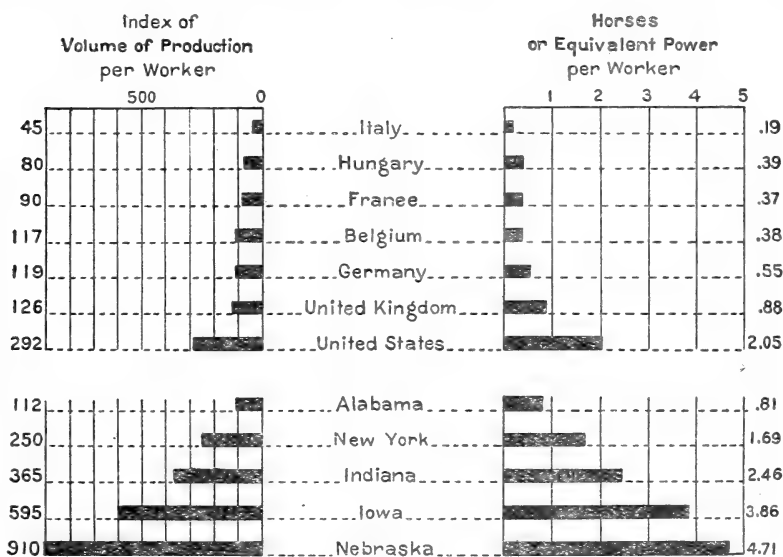 Index of
Volume of Production
per Worker
Horses
or Equivalent Power
per Worker
500 0
1 2 3 4 5
45 Italy .19
80 Hungary .39
90 Franee .37
117 Belgium .38
119 Germany .55
126 United Kingdom .88
292 United States 2.05
112 Alabama .81
250 New York 1.69
365 Indiana 2.46
595 Iowa 3.86
910 Nebraska 4.71